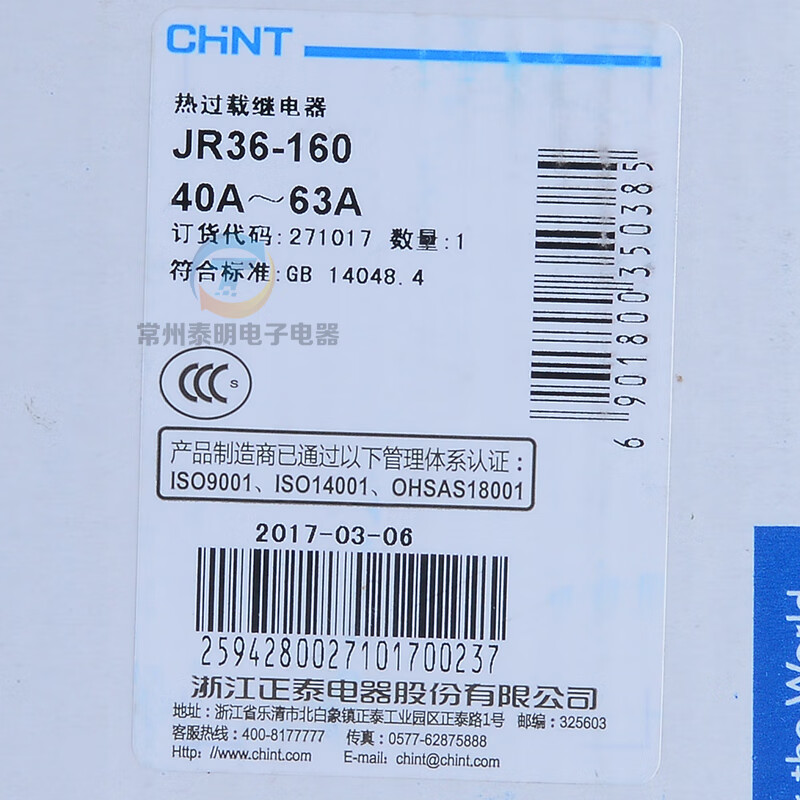 CHNT
热过载继电器
JR36-160
40A～63A
订货代码:271017 数量:1
符合标准:GB 14048.4
常州泰明电子电器
CCC S
产品制造商已通过以下管理体系认证：
ISO9001、ISO14001、OHSAS18001
2017-03-06
2594280027101700237
浙江正泰电器股份有限公司
地址：浙江省乐清市北白象镇正泰工业园区正泰路1号 邮编：325603
客服热线：400-8177777 传真：0577-62875888
Http：//www.chint.com E-mail：chint@chint.com
6901800350385
the World